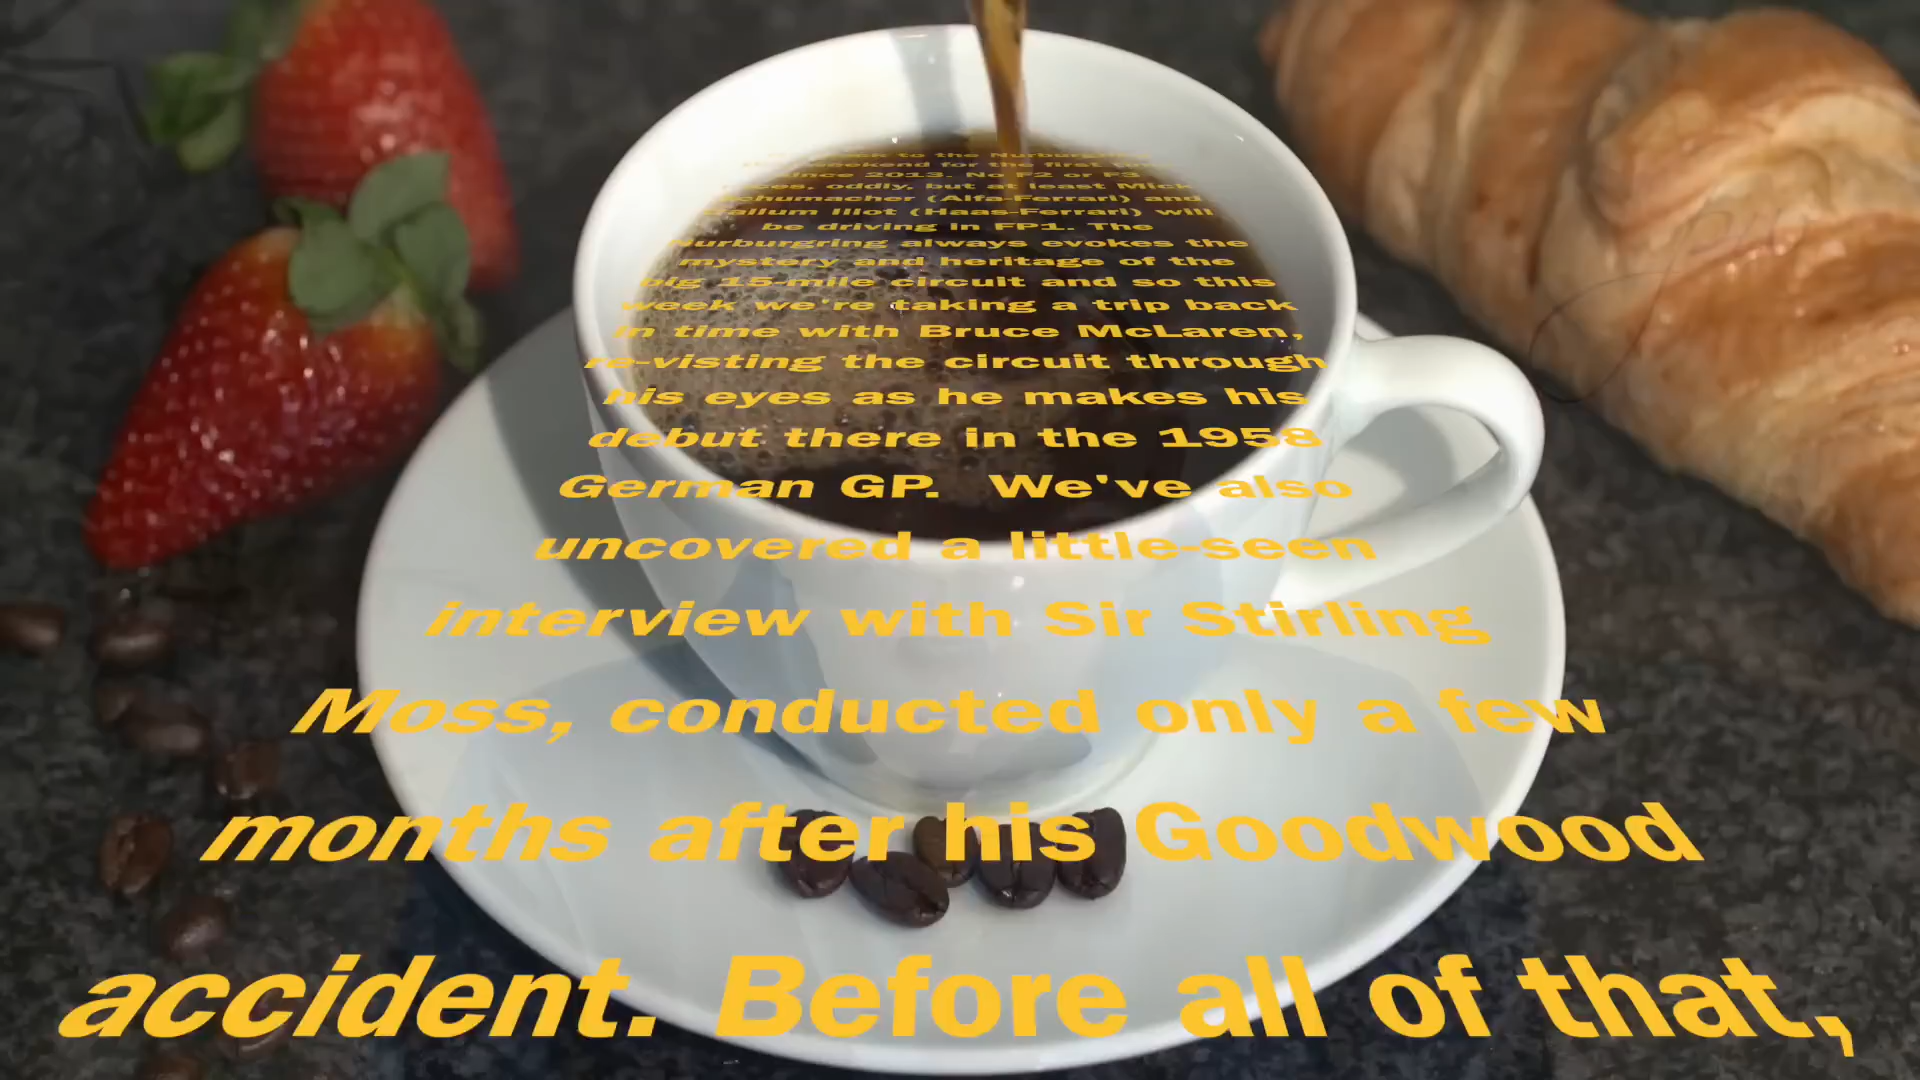 back to the Nurburgring
weekend for the first time
since 2013. No F2 or F3
races, oddly, but at least Mick
Schumacher (Alfa-Ferrari) and
Callum Illot (Haas-Ferrari) will
be driving in FP1. The
Nurburgring always evokes the
mystery and heritage of the
big 15-mile circuit and so this
week we're taking a trip back
in time with Bruce McLaren,
re-visting the circuit through
his eyes as he makes his
debut there in the 1958
German GP. We've also
uncovered a little-seen
interview with Sir Stirling
Moss, conducted only a few
months after his Goodwood
accident. Before all of that,